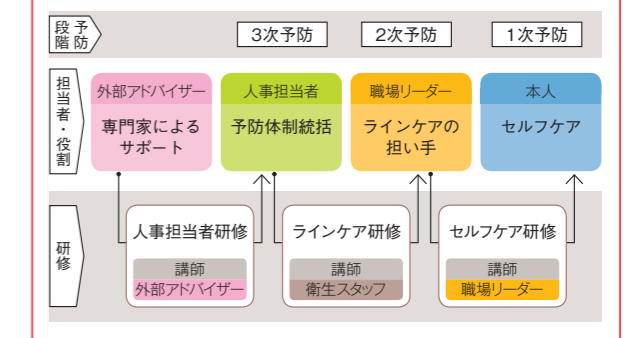 予防段階
3次予防
2次予防
1次予防
担当者・役割
外部アドバイザー
専門家による
サポート
人事担当者
予防体制統括
職場リーダー
ラインケアの
担い手
本人
セルフケア
研修
人事担当者研修
講師
外部アドバイザー
ラインケア研修
講師
衛生スタッフ
セルフケア研修
講師
職場リーダー